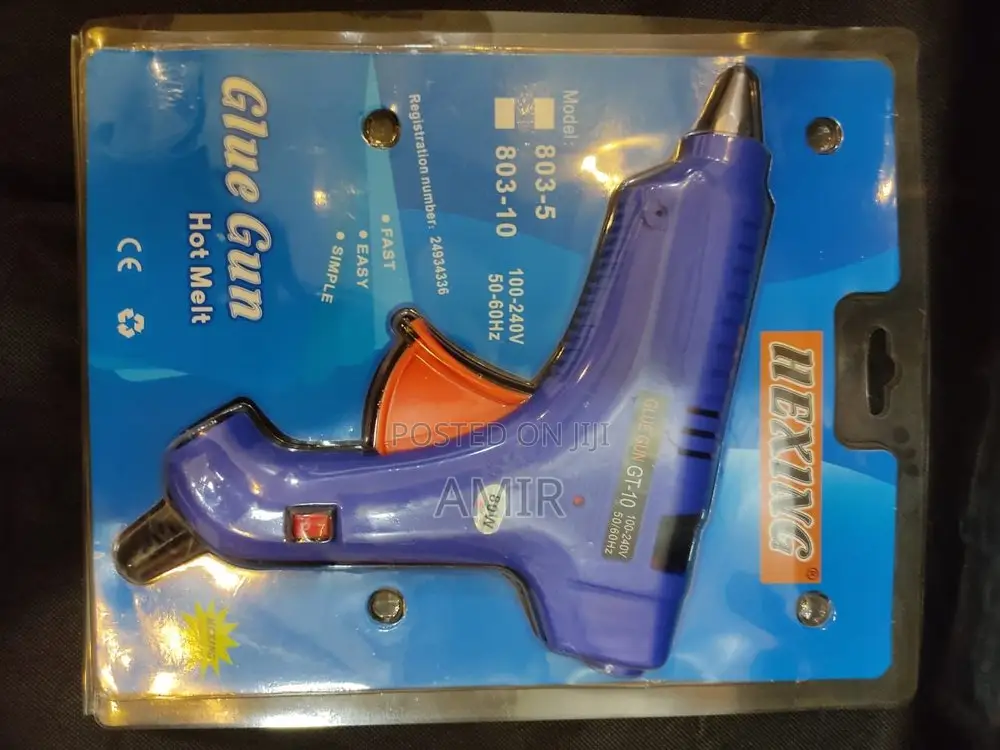 HEXING®
Model:
803-5
803-10
100-240V
50-60Hz
Registration number: 24934336
• FAST
• EASY
• SIMPLE
Glue Gun
Hot Melt
CE
GLUE GUN GT-10 100-240V
50/60Hz
80W
POSTED ON JIJI
AMIR